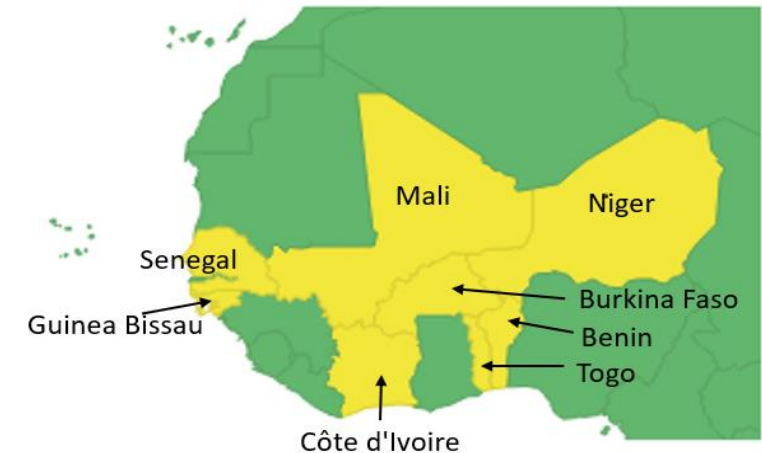 Mali
Niger
Senegal
Guinea Bissau
Burkina Faso
Benin
Togo
Côte d'Ivoire